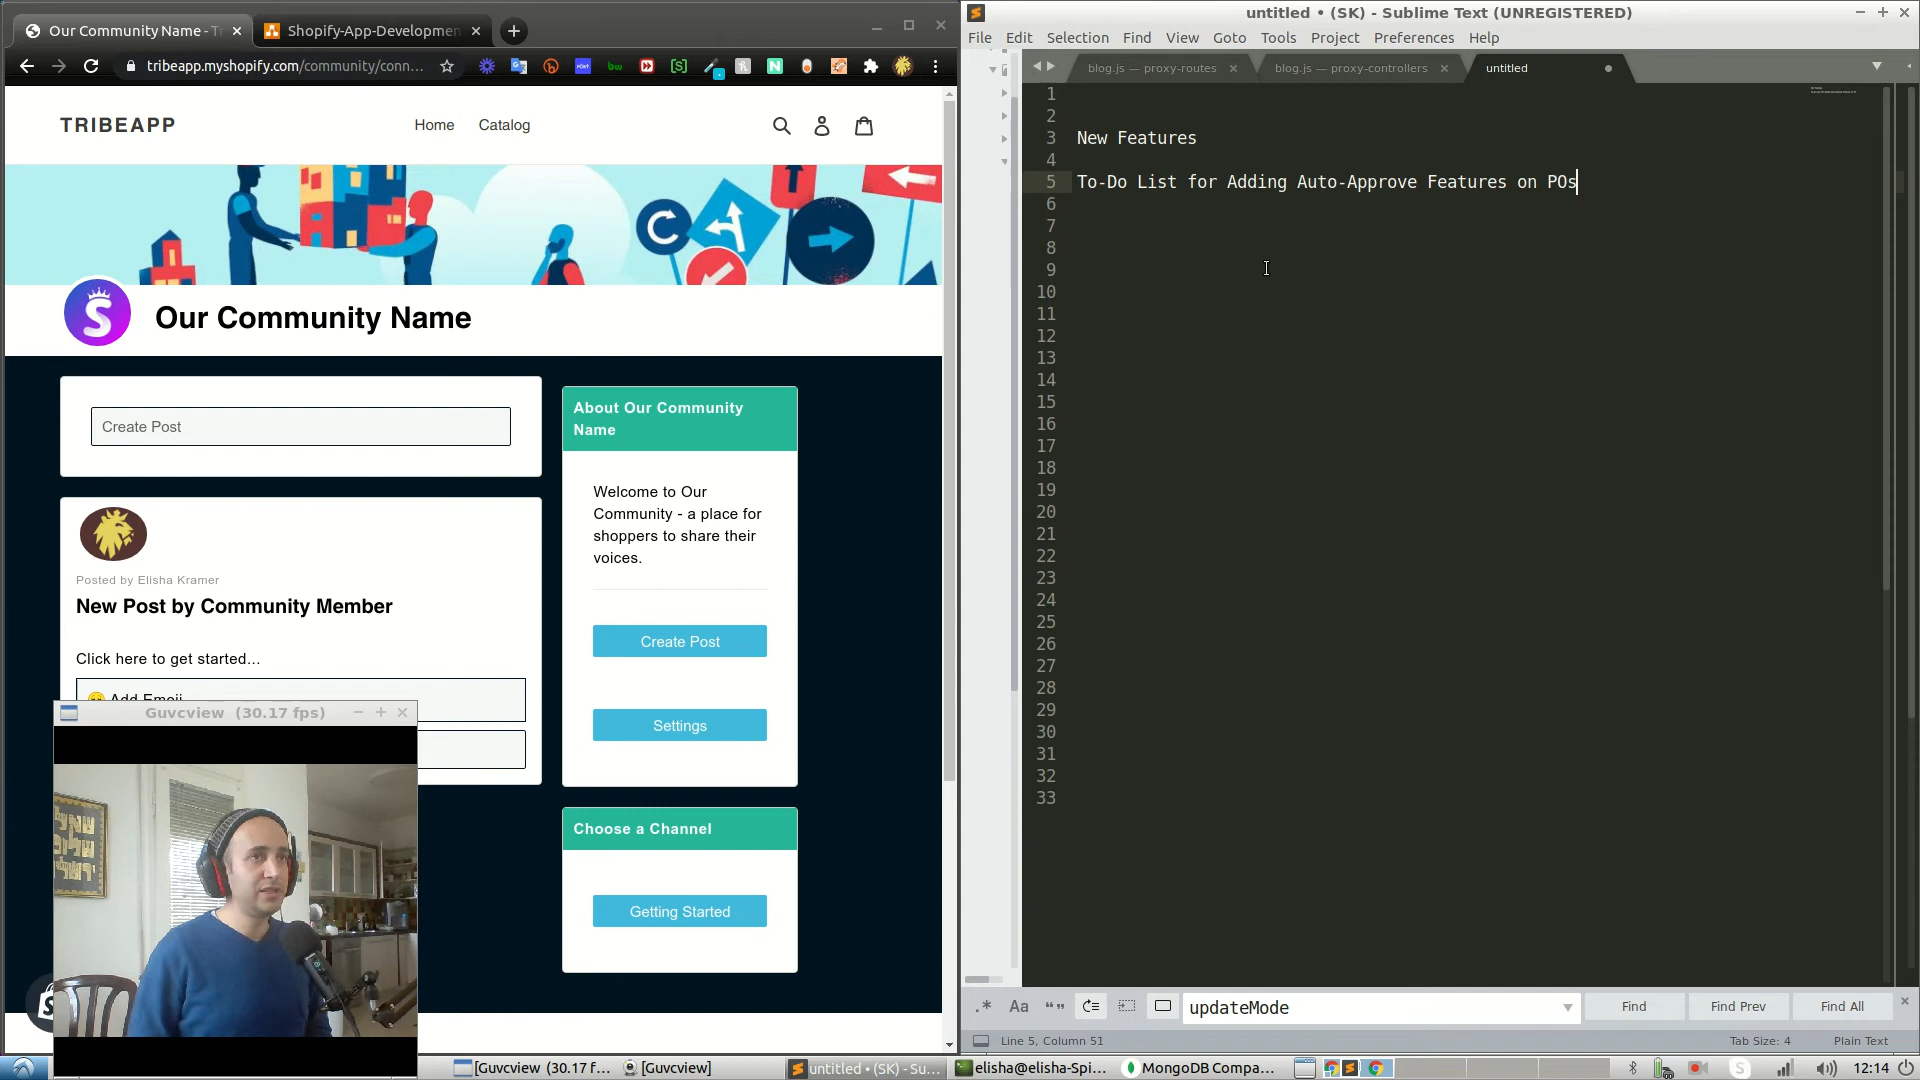 Our Community Name - T
Shopify-App-Developmen
tribeapp.myshopify.com/community/conn...
TRIBEAPP
Home
Catalog
Our Community Name
Create Post
Posted by Elisha Kramer
New Post by Community Member
Click here to get started...
Add Emoji
About Our Community
Name
Welcome to Our
Community - a place for
shoppers to share their
voices.
Create Post
Settings
Choose a Channel
Getting Started
Guvcview (30.17 fps)
untitled • (SK) - Sublime Text (UNREGISTERED)
File Edit Selection Find View Goto Tools Project Preferences Help
blog.js — proxy-routes
blog.js — proxy-controllers
untitled
1
2
3 New Features
4
5 To-Do List for Adding Auto-Approve Features on POs
6
7
8
9
10
11
12
13
14
15
16
17
18
19
20
21
22
23
24
25
26
27
28
29
30
31
32
33
.* Aa “” updateMode Find Find Prev Find All
Line 5, Column 51
Tab Size: 4
Plain Text
[Guvcview (30.17 f...
[Guvcview]
untitled • (SK) - Su...
elisha@elisha-Spi...
MongoDB Compa...
12:14